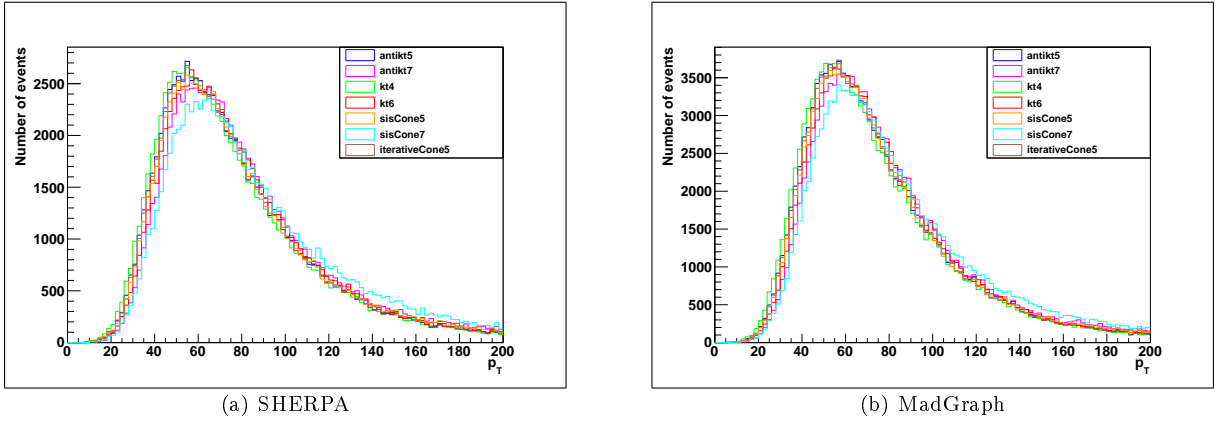 Number of events
2500
2000
1500
1000
500
0
antikt5
antikt7
kt4
kt6
sisCone5
sisCone7
iterativeCone5
0 20 40 60 80 100 120 140 160 180 200
pT
(a) SHERPA
Number of events
3500
3000
2500
2000
1500
1000
500
0
antikt5
antikt7
kt4
kt6
sisCone5
sisCone7
iterativeCone5
0 20 40 60 80 100 120 140 160 180 200
pT
(b) MadGraph